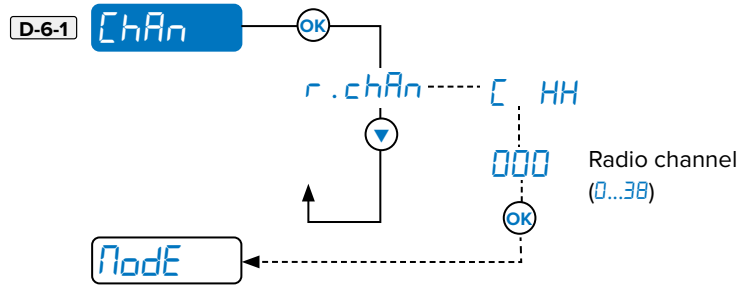 D-6-1 ChAn OK
r.chAn C HH
000 Radio channel
(0...38)
OK
ModE